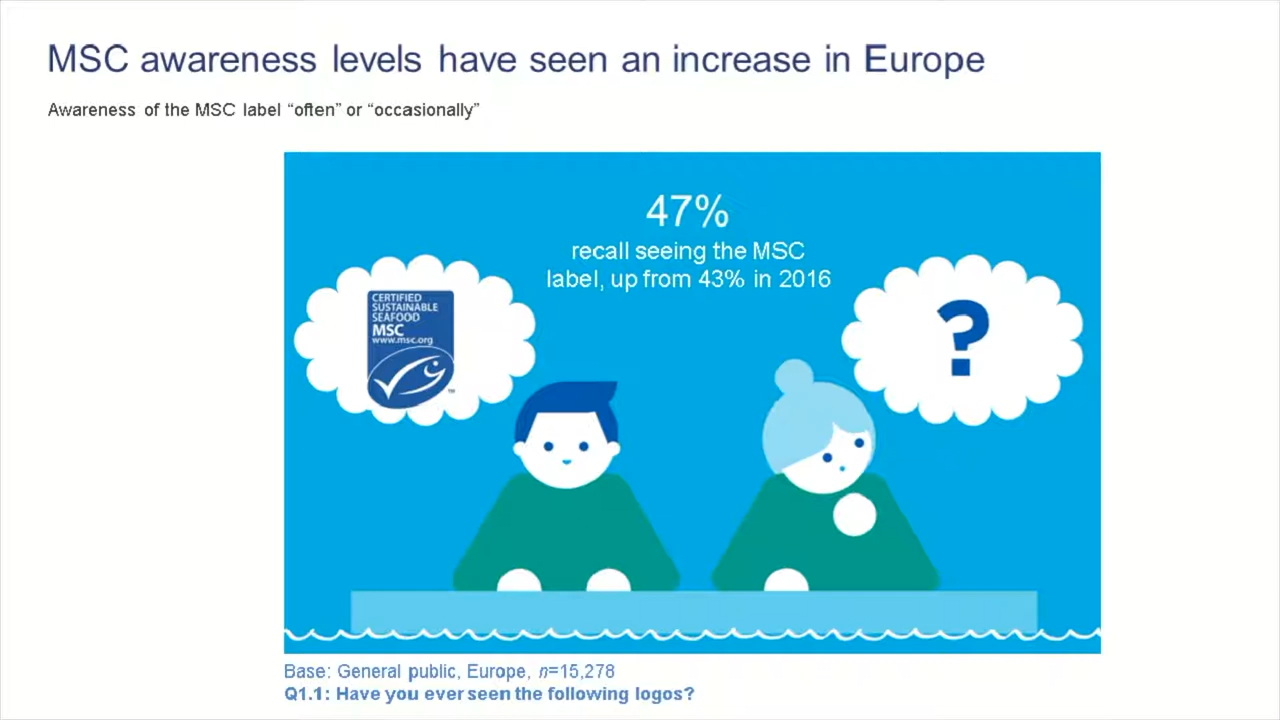 MSC awareness levels have seen an increase in Europe
Awareness of the MSC label “often” or “occasionally”
47%
recall seeing the MSC
label, up from 43% in 2016
CERTIFIED
SUSTAINABLE
SEAFOOD
MSC
www.msc.org
TM
?
Base: General public, Europe, n=15,278
Q1.1: Have you ever seen the following logos?